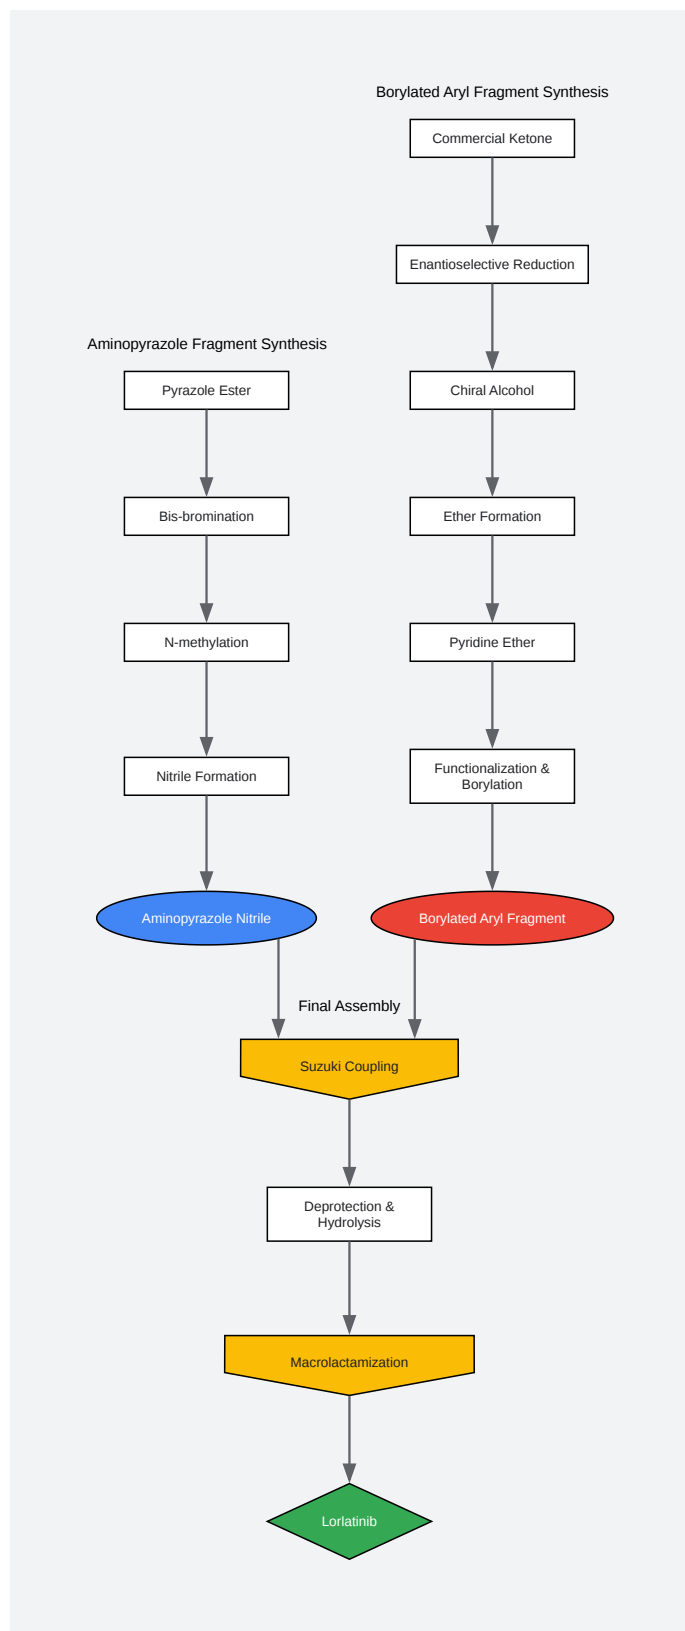 Borylated Aryl Fragment Synthesis
Commercial Ketone
Enantioselective Reduction
Aminopyrazole Fragment Synthesis
Pyrazole Ester
Chiral Alcohol
Bis-bromination
Ether Formation
N-methylation
Pyridine Ether
Nitrile Formation
Functionalization &
Borylation
Aminopyrazole Nitrile
Borylated Aryl Fragment
Final Assembly
Suzuki Coupling
Deprotection &
Hydrolysis
Macrolactamization
Lorlatinib